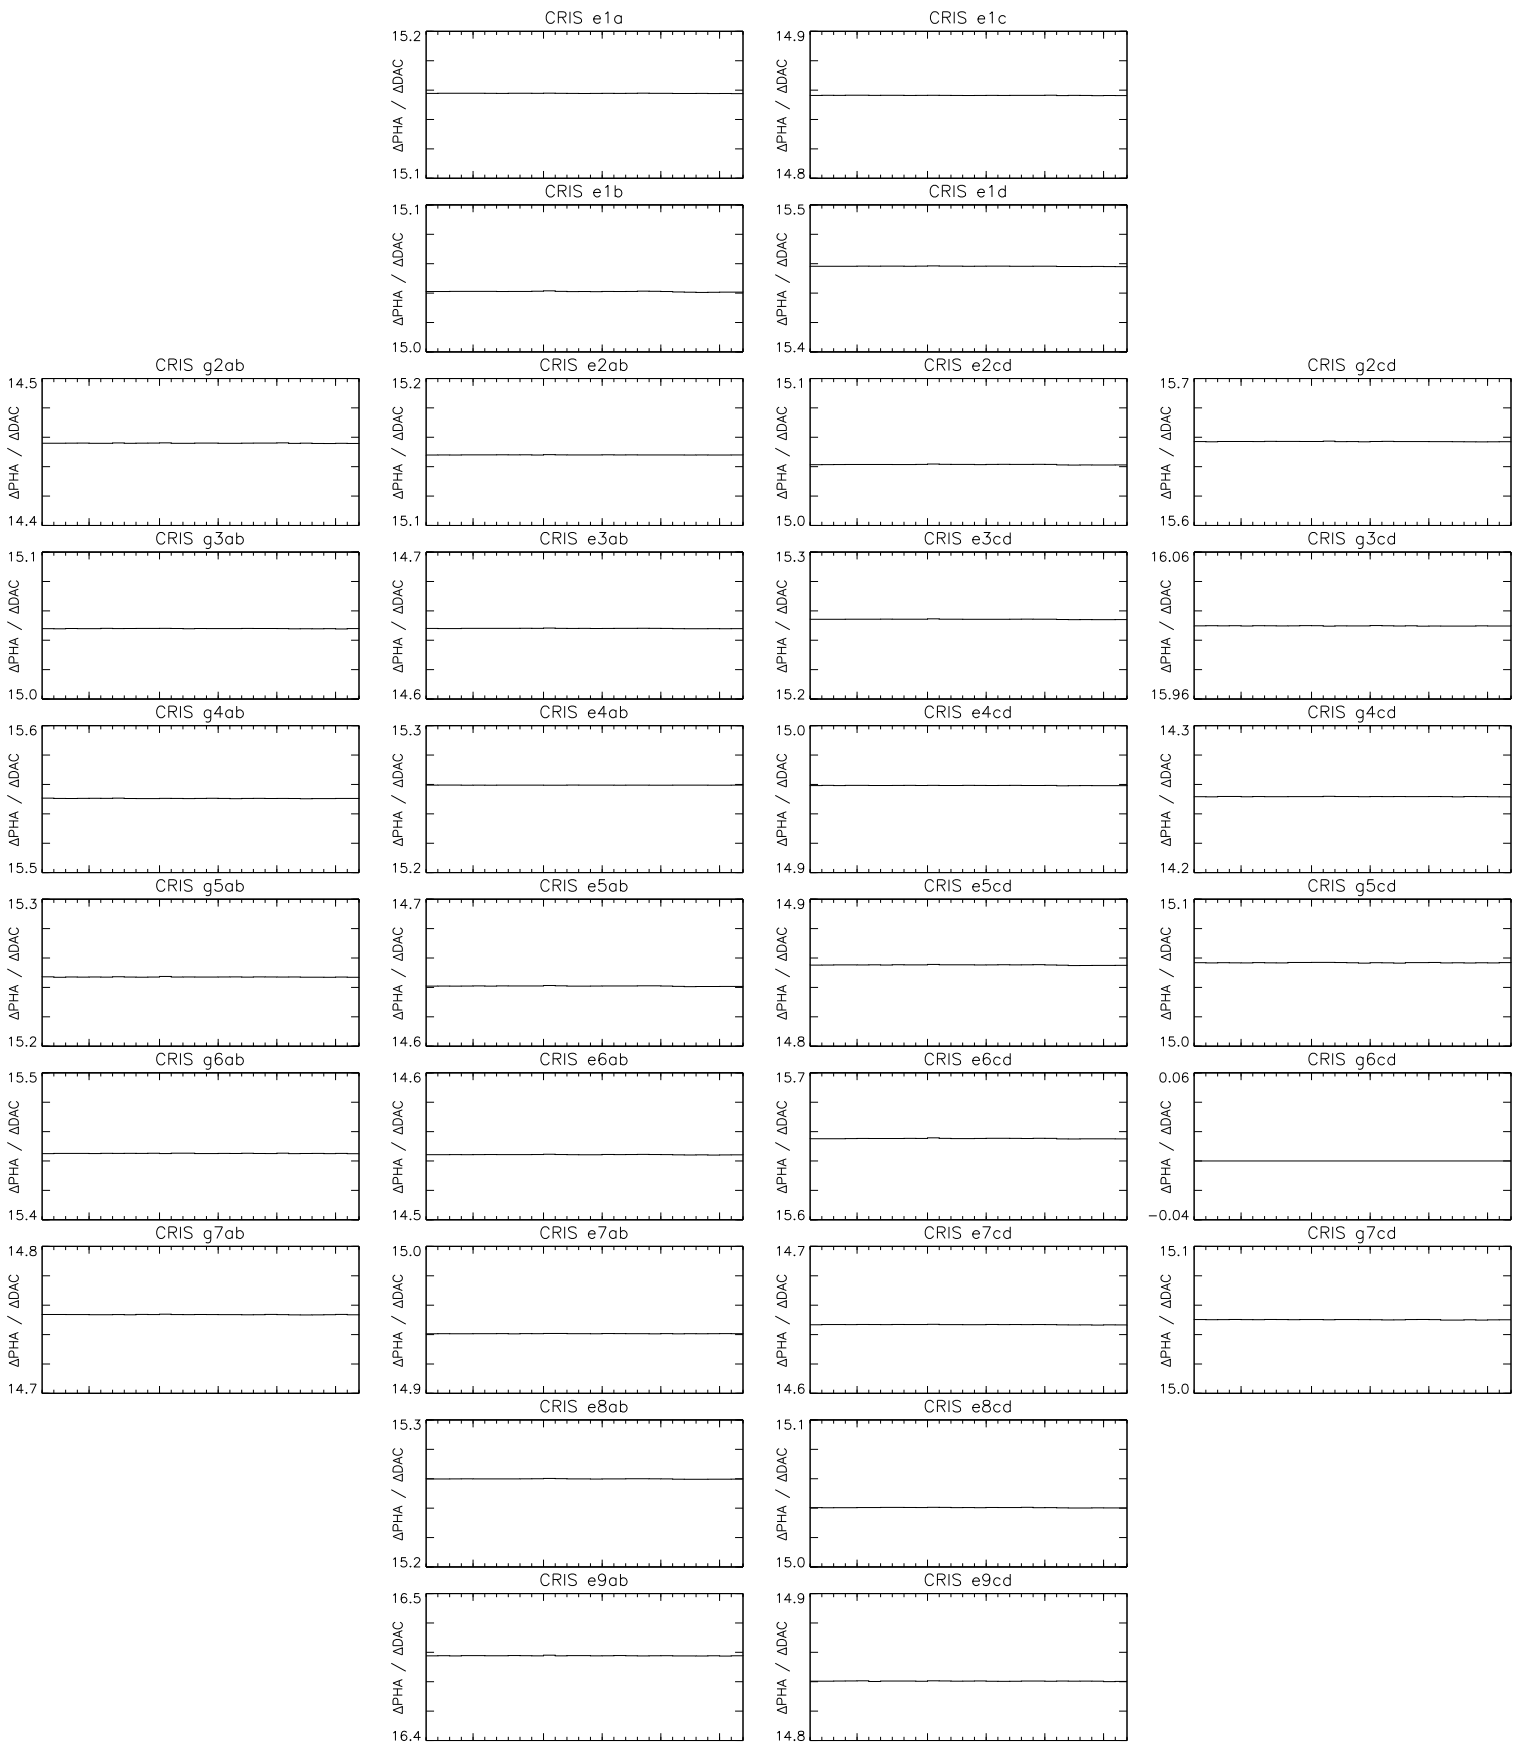 CRIS e1a
15.2
ΔPHA / ΔDAC
15.1
CRIS e1c
14.9
ΔPHA / ΔDAC
14.8
CRIS e1b
15.1
ΔPHA / ΔDAC
15.0
CRIS e1d
15.5
ΔPHA / ΔDAC
15.4
CRIS g2ab
14.5
ΔPHA / ΔDAC
14.4
CRIS e2ab
15.2
ΔPHA / ΔDAC
15.1
CRIS e2cd
15.1
ΔPHA / ΔDAC
15.0
CRIS g2cd
15.7
ΔPHA / ΔDAC
15.6
CRIS g3ab
15.1
ΔPHA / ΔDAC
15.0
CRIS e3ab
14.7
ΔPHA / ΔDAC
14.6
CRIS e3cd
15.3
ΔPHA / ΔDAC
15.2
CRIS g3cd
16.06
ΔPHA / ΔDAC
15.96
CRIS g4ab
15.6
ΔPHA / ΔDAC
15.5
CRIS e4ab
15.3
ΔPHA / ΔDAC
15.2
CRIS e4cd
15.0
ΔPHA / ΔDAC
14.9
CRIS g4cd
14.3
ΔPHA / ΔDAC
14.2
CRIS g5ab
15.3
ΔPHA / ΔDAC
15.2
CRIS e5ab
14.7
ΔPHA / ΔDAC
14.6
CRIS e5cd
14.9
ΔPHA / ΔDAC
14.8
CRIS g5cd
15.1
ΔPHA / ΔDAC
15.0
CRIS g6ab
15.5
ΔPHA / ΔDAC
15.4
CRIS e6ab
14.6
ΔPHA / ΔDAC
14.5
CRIS e6cd
15.7
ΔPHA / ΔDAC
15.6
CRIS g6cd
0.06
ΔPHA / ΔDAC
−0.04
CRIS g7ab
14.8
ΔPHA / ΔDAC
14.7
CRIS e7ab
15.0
ΔPHA / ΔDAC
14.9
CRIS e7cd
14.7
ΔPHA / ΔDAC
14.6
CRIS g7cd
15.1
ΔPHA / ΔDAC
15.0
CRIS e8ab
15.3
ΔPHA / ΔDAC
15.2
CRIS e8cd
15.1
ΔPHA / ΔDAC
15.0
CRIS e9ab
16.5
ΔPHA / ΔDAC
16.4
CRIS e9cd
14.9
ΔPHA / ΔDAC
14.8